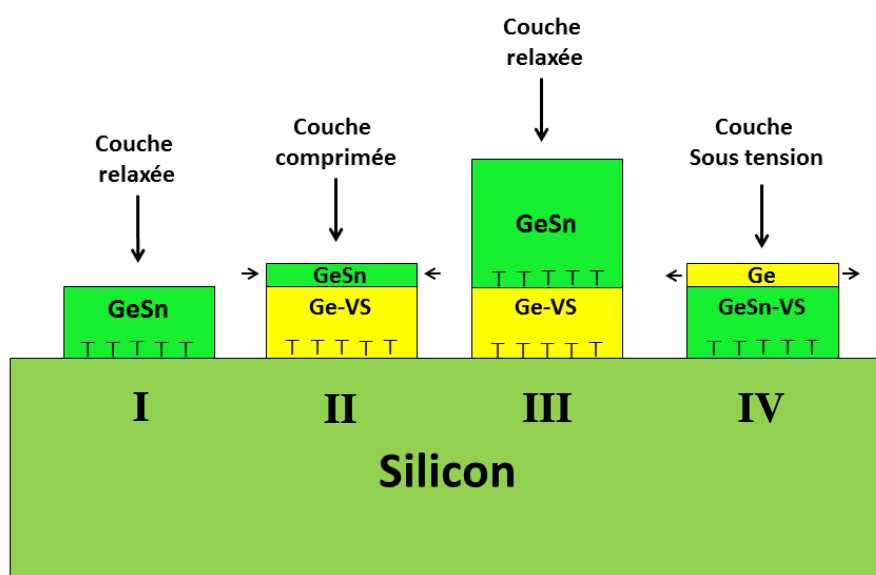 Couche
relaxée
Couche
comprimée
Couche
relaxée
Couche
Sous tension
GeSn
GeSn
Ge-VS
GeSn
Ge-VS
Ge
GeSn-VS
I
II
III
IV
Silicon